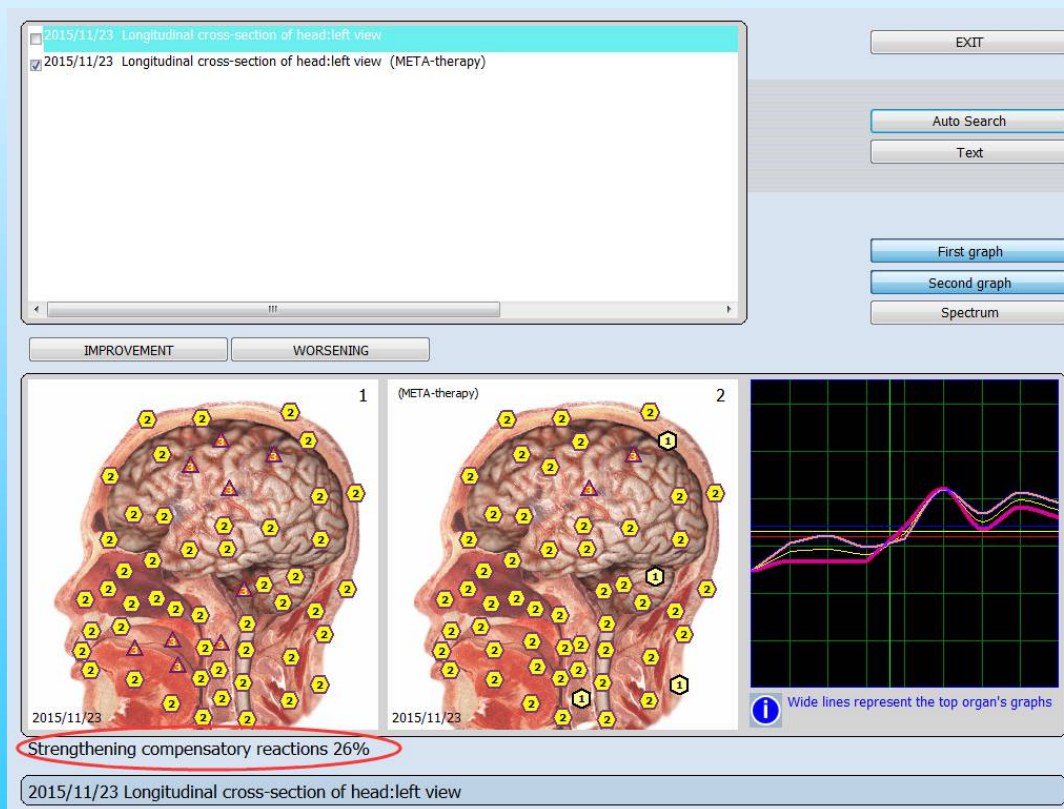 2015/11/23 Longitudinal cross-section of head:left view
2015/11/23 Longitudinal cross-section of head:left view (META-therapy)
EXIT
Auto Search
Text
First graph
Second graph
Spectrum
IMPROVEMENT
WORSENING
1
(META-therapy)
2
2015/11/23
2015/11/23
Wide lines represent the top organ's graphs
Strengthening compensatory reactions 26%
2015/11/23 Longitudinal cross-section of head:left view